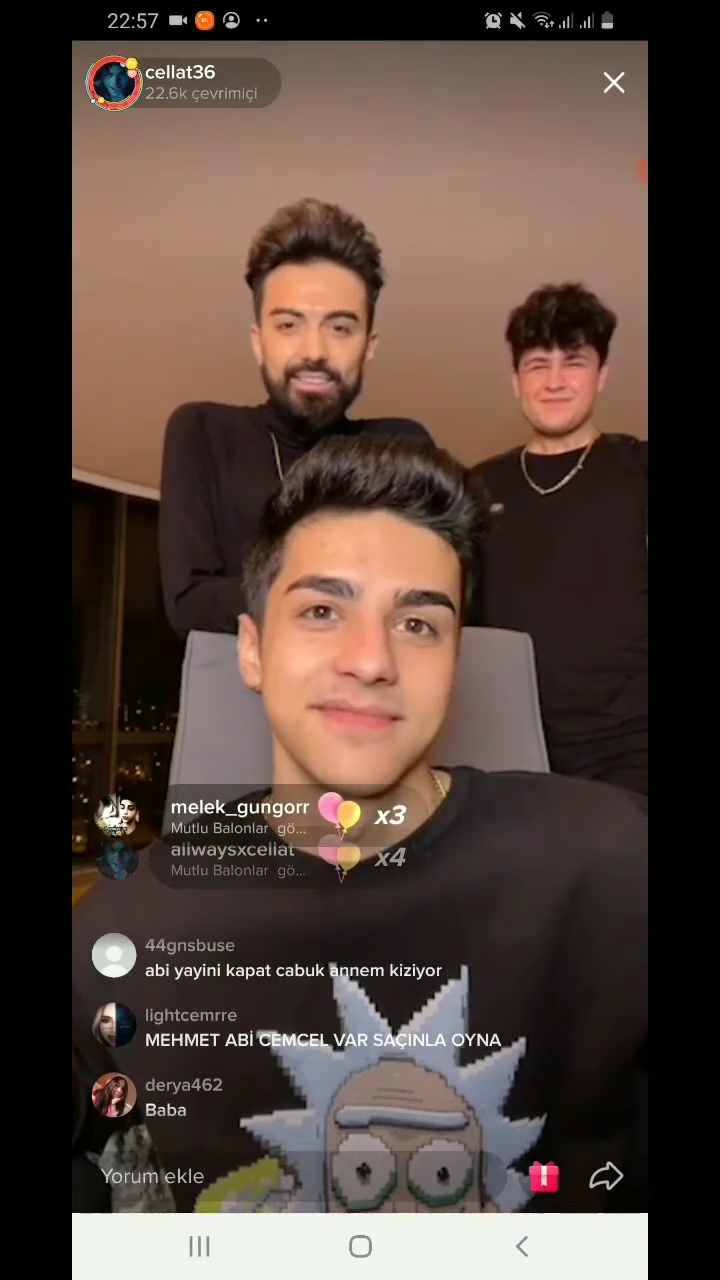 22:57
cellat36
22.6k çevrimiçi
melek_gungorr
x3
Mutlu Balonlar gö...
allwaysxcellat
x4
Mutlu Balonlar gö...
44gnsbuse
abi yayini kapat cabuk annem kiziyor
lightcemrre
MEHMET ABİ CEMCEL VAR SAÇINLA OYNA
derya462
Baba
Yorum ekle